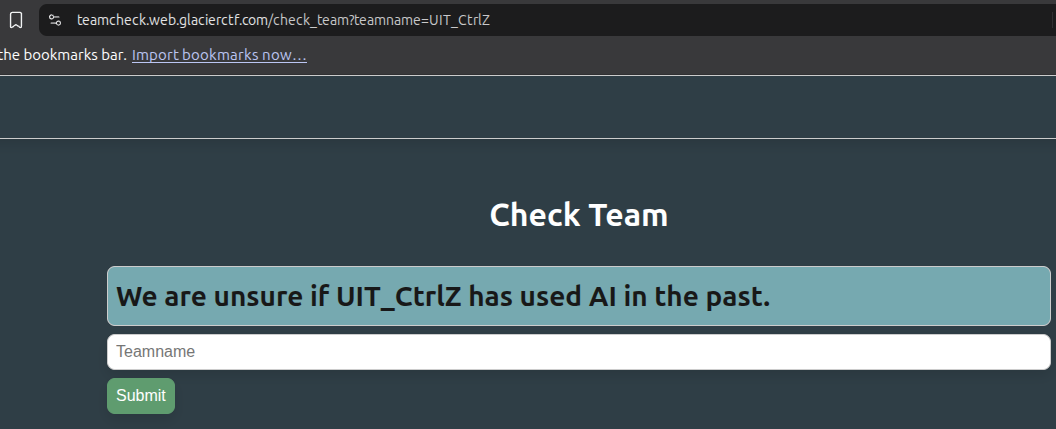 teamcheck.web.glacierctf.com/check_team?teamname=UIT_CtrlZ
the bookmarks bar. Import bookmarks now...
Check Team
We are unsure if UIT_CtrlZ has used AI in the past.
Teamname
Submit